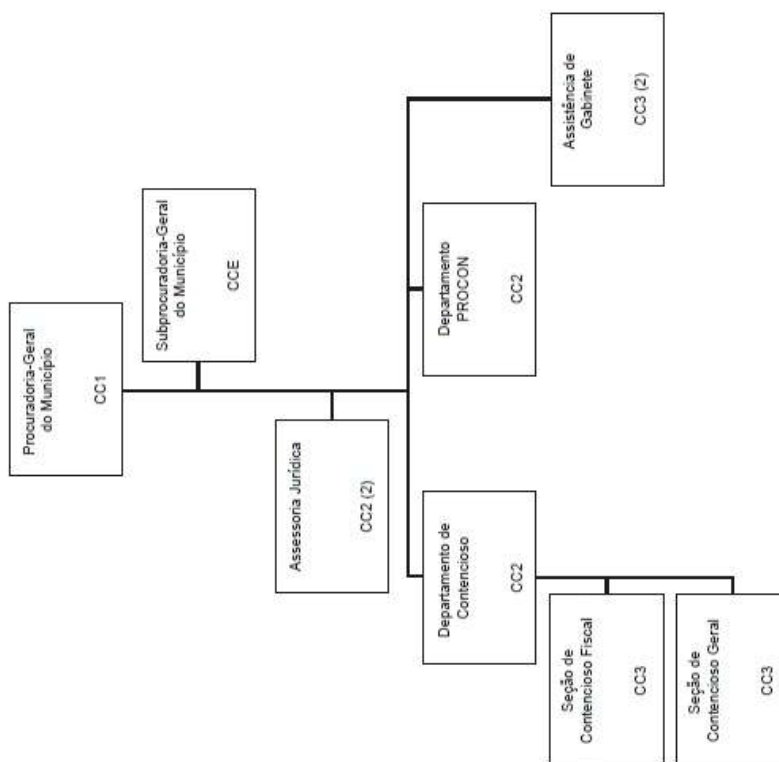 Procuradoria-Geral
do Município
CC1
Subprocuradoria-Geral
do Município
CCE
Assessoria Jurídica
CC2 (2)
Departamento de
Contencioso
CC2
Departamento
PROCON
CC2
Assistência de
Gabinete
CC3 (2)
Seção de
Contencioso Fiscal
CC3
Seção de
Contencioso Geral
CC3